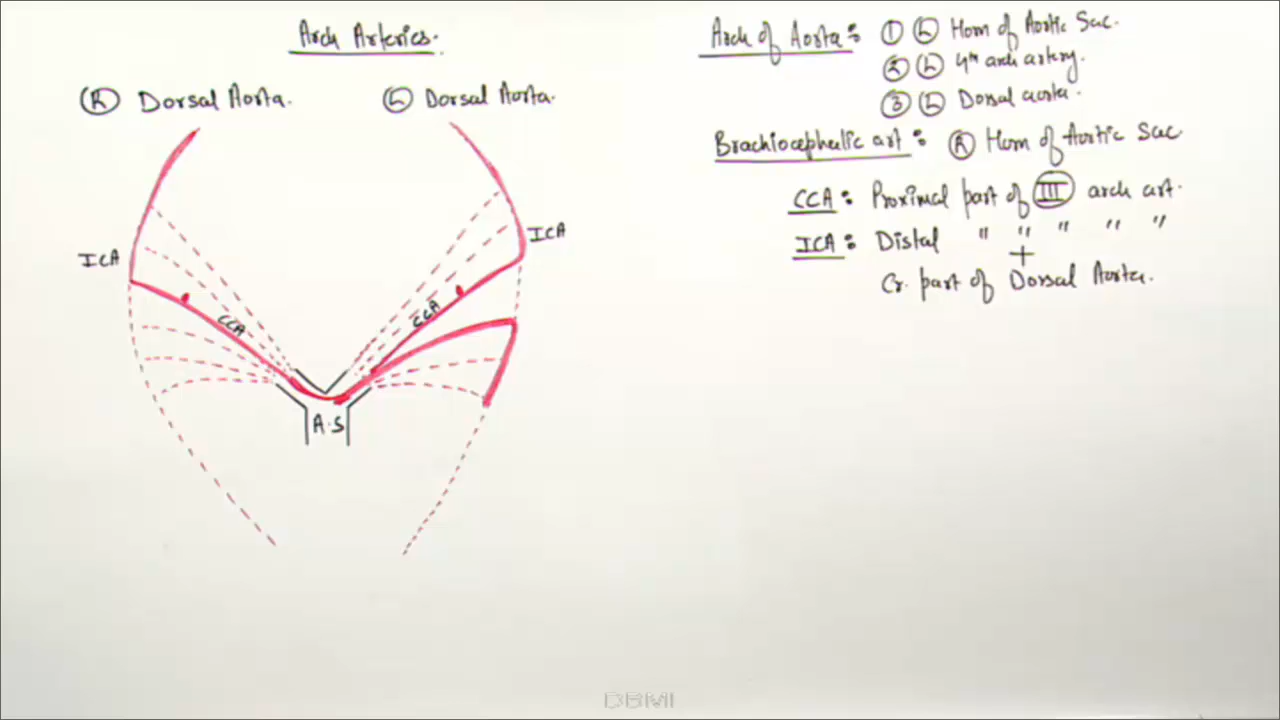 Arch Arteries.
(R) Dorsal Aorta.
(L) Dorsal Aorta.
ICA
ICA
CCA
CCA
A.S
Arch of Aorta: ① (L) Horn of Aortic Sac.
② (L) 4th arch artery.
③ (L) Dorsal aorta.
Brachiocephalic art: (R) Horn of Aortic Sac
CCA: Proximal part of III arch art.
ICA: Distal " " " " "
+
Cr. part of Dorsal Aorta.
DBMI